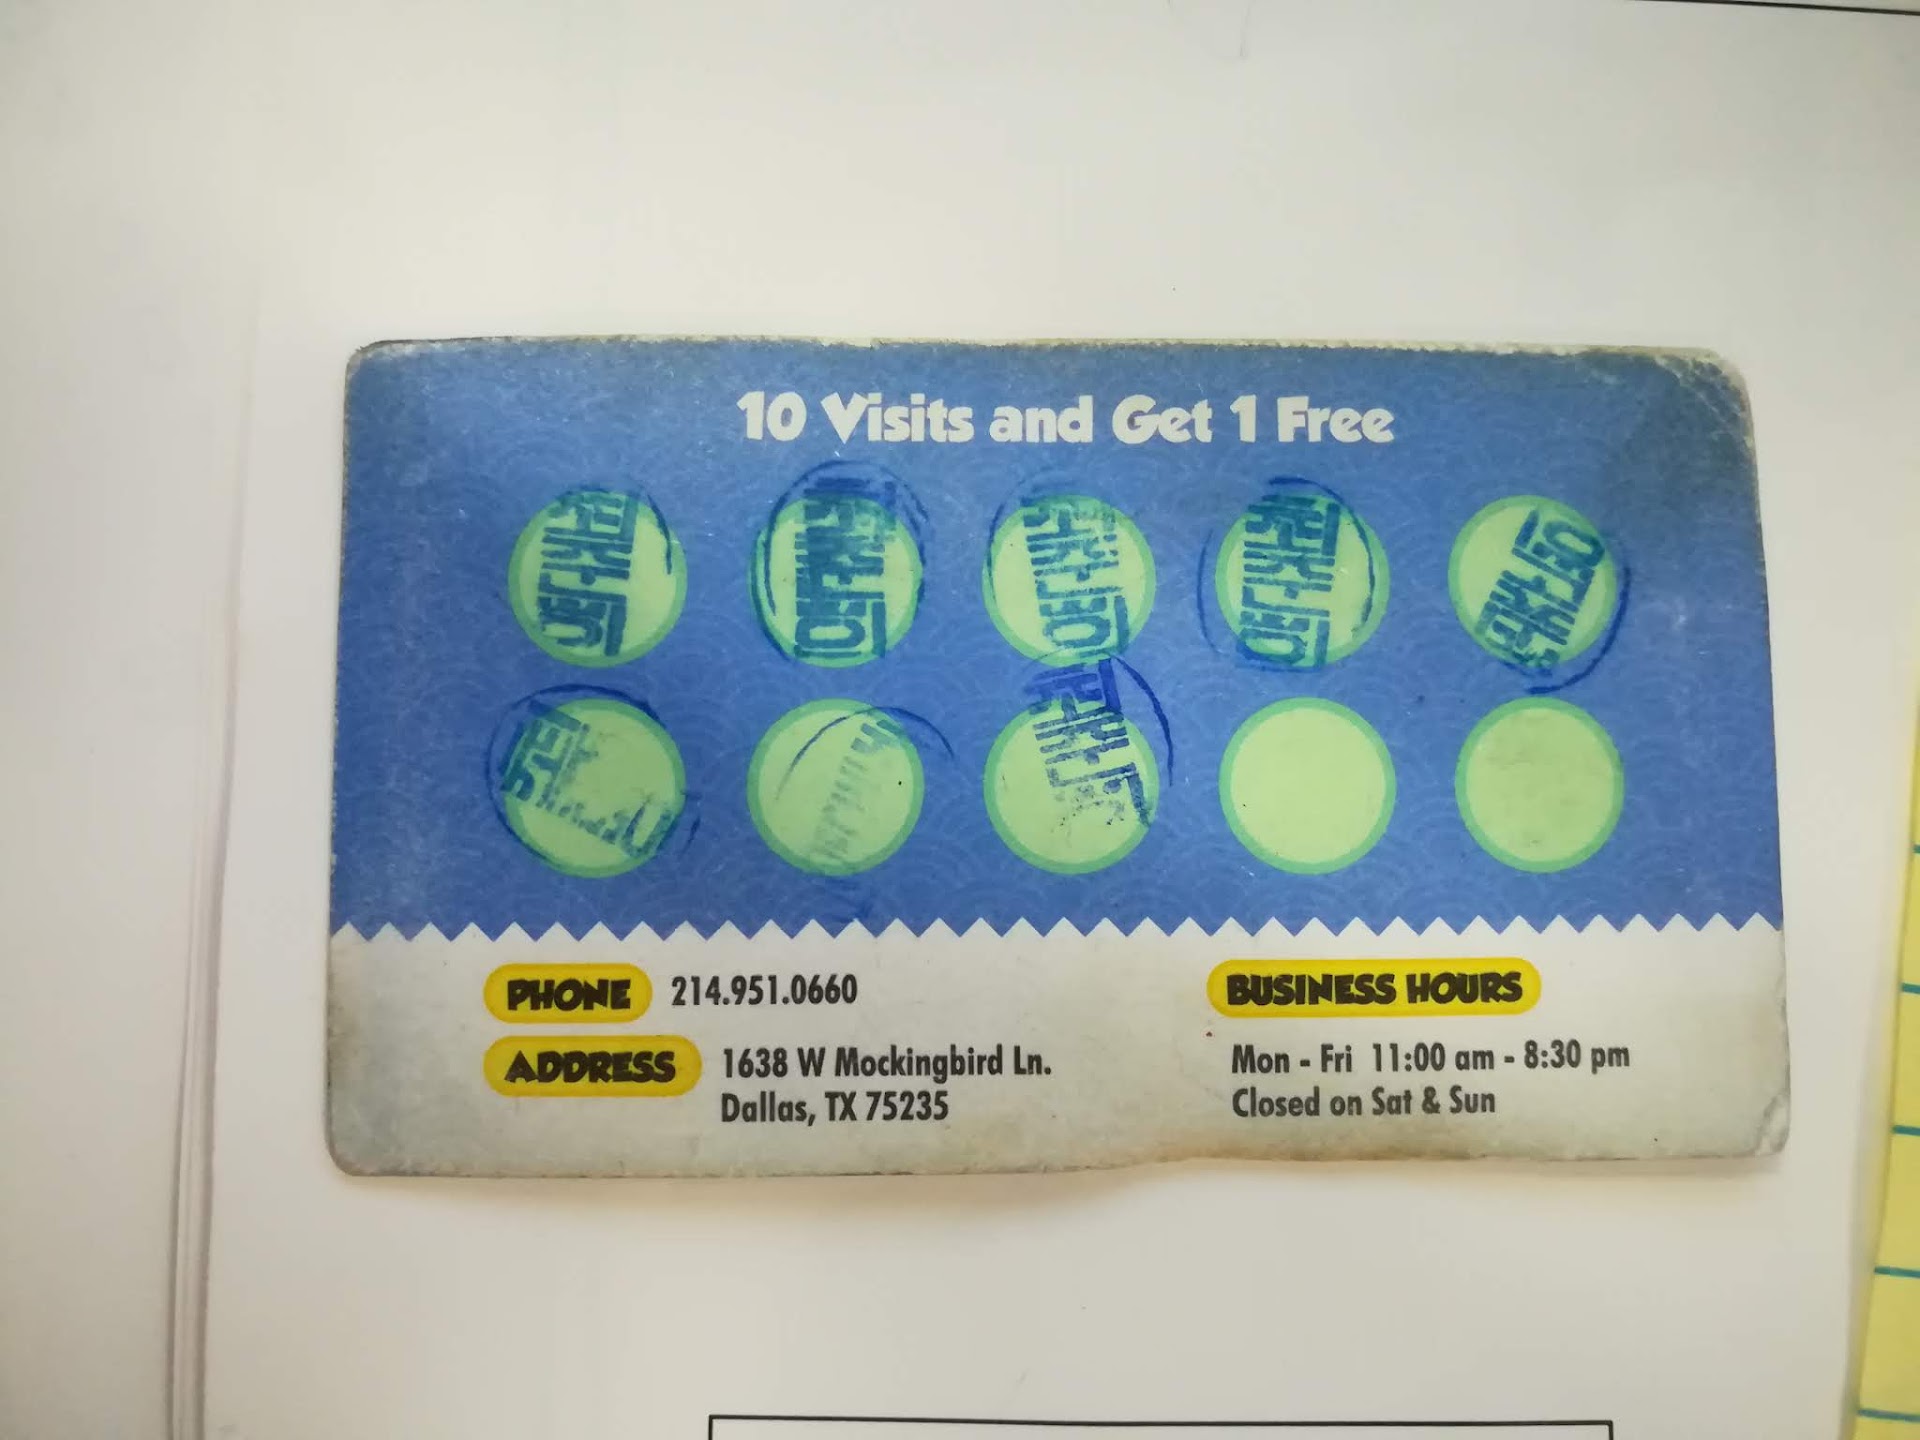 10 Visits and Get 1 Free
PHONE 214.951.0660
ADDRESS 1638 W Mockingbird Ln.
Dallas, TX 75235
BUSINESS HOURS
Mon - Fri 11:00 am - 8:30 pm
Closed on Sat & Sun